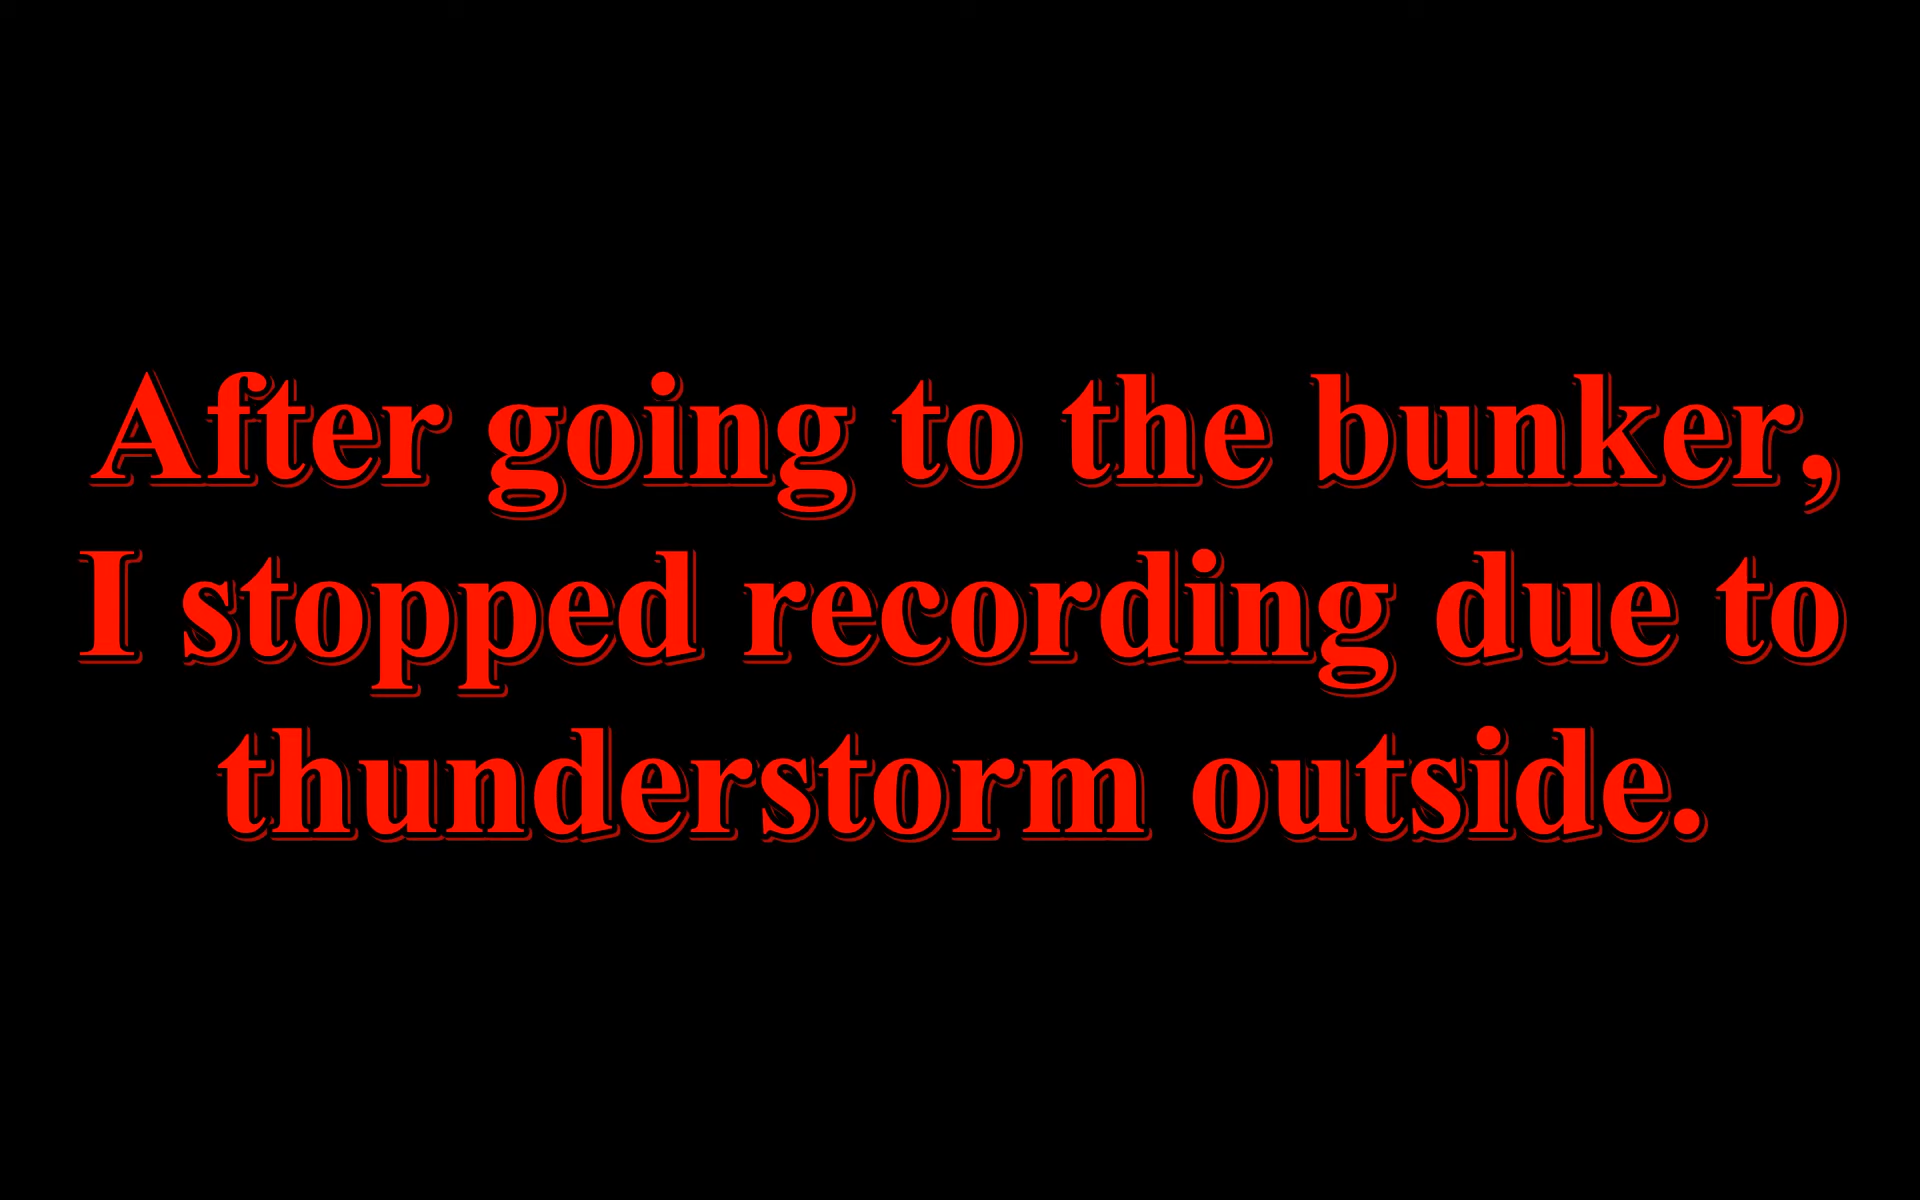 After going to the bunker,
I stopped recording due to
thunderstorm outside.